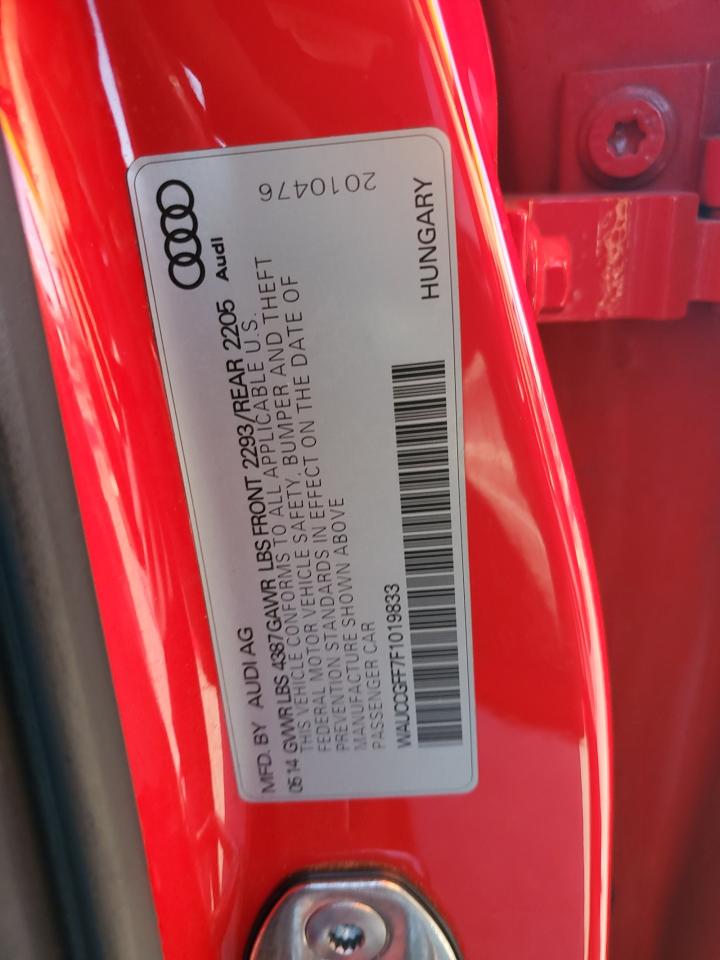 MFD. BY AUDI AG
05 14 GVWR LBS 4387 GAWR LBS FRONT 2293/REAR 2205
THIS VEHICLE CONFORMS TO ALL APPLICABLE U.S.
FEDERAL MOTOR VEHICLE SAFETY, BUMPER AND THEFT
PREVENTION STANDARDS IN EFFECT ON THE DATE OF
MANUFACTURE SHOWN ABOVE
PASSENGER CAR
WAUCCGFF7F1019833
HUNGARY
Audi
2010476